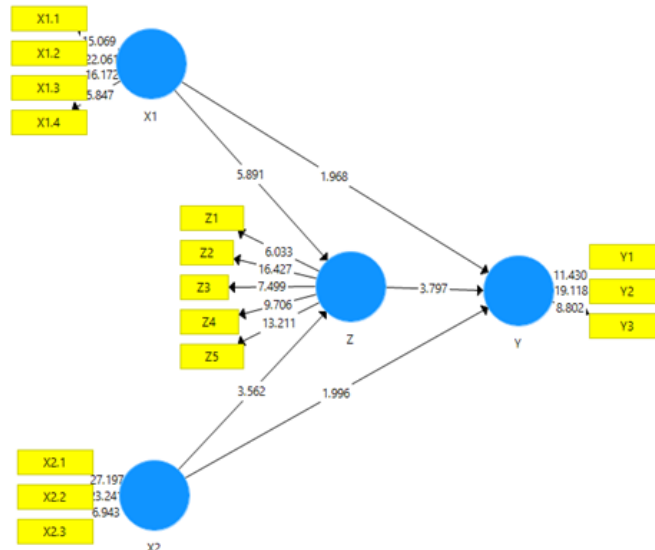 X1.1
X1.2
X1.3
X1.4
15.069
22.061
16.172
5.847
X1
5.891
1.968
Z1
Z2
Z3
Z4
Z5
6.033
16.427
7.499
9.706
13.211
Z
3.797
Y1
Y2
Y3
11.430
19.118
8.802
Y
3.562
1.996
X2.1
X2.2
X2.3
27.197
23.241
6.943
X2